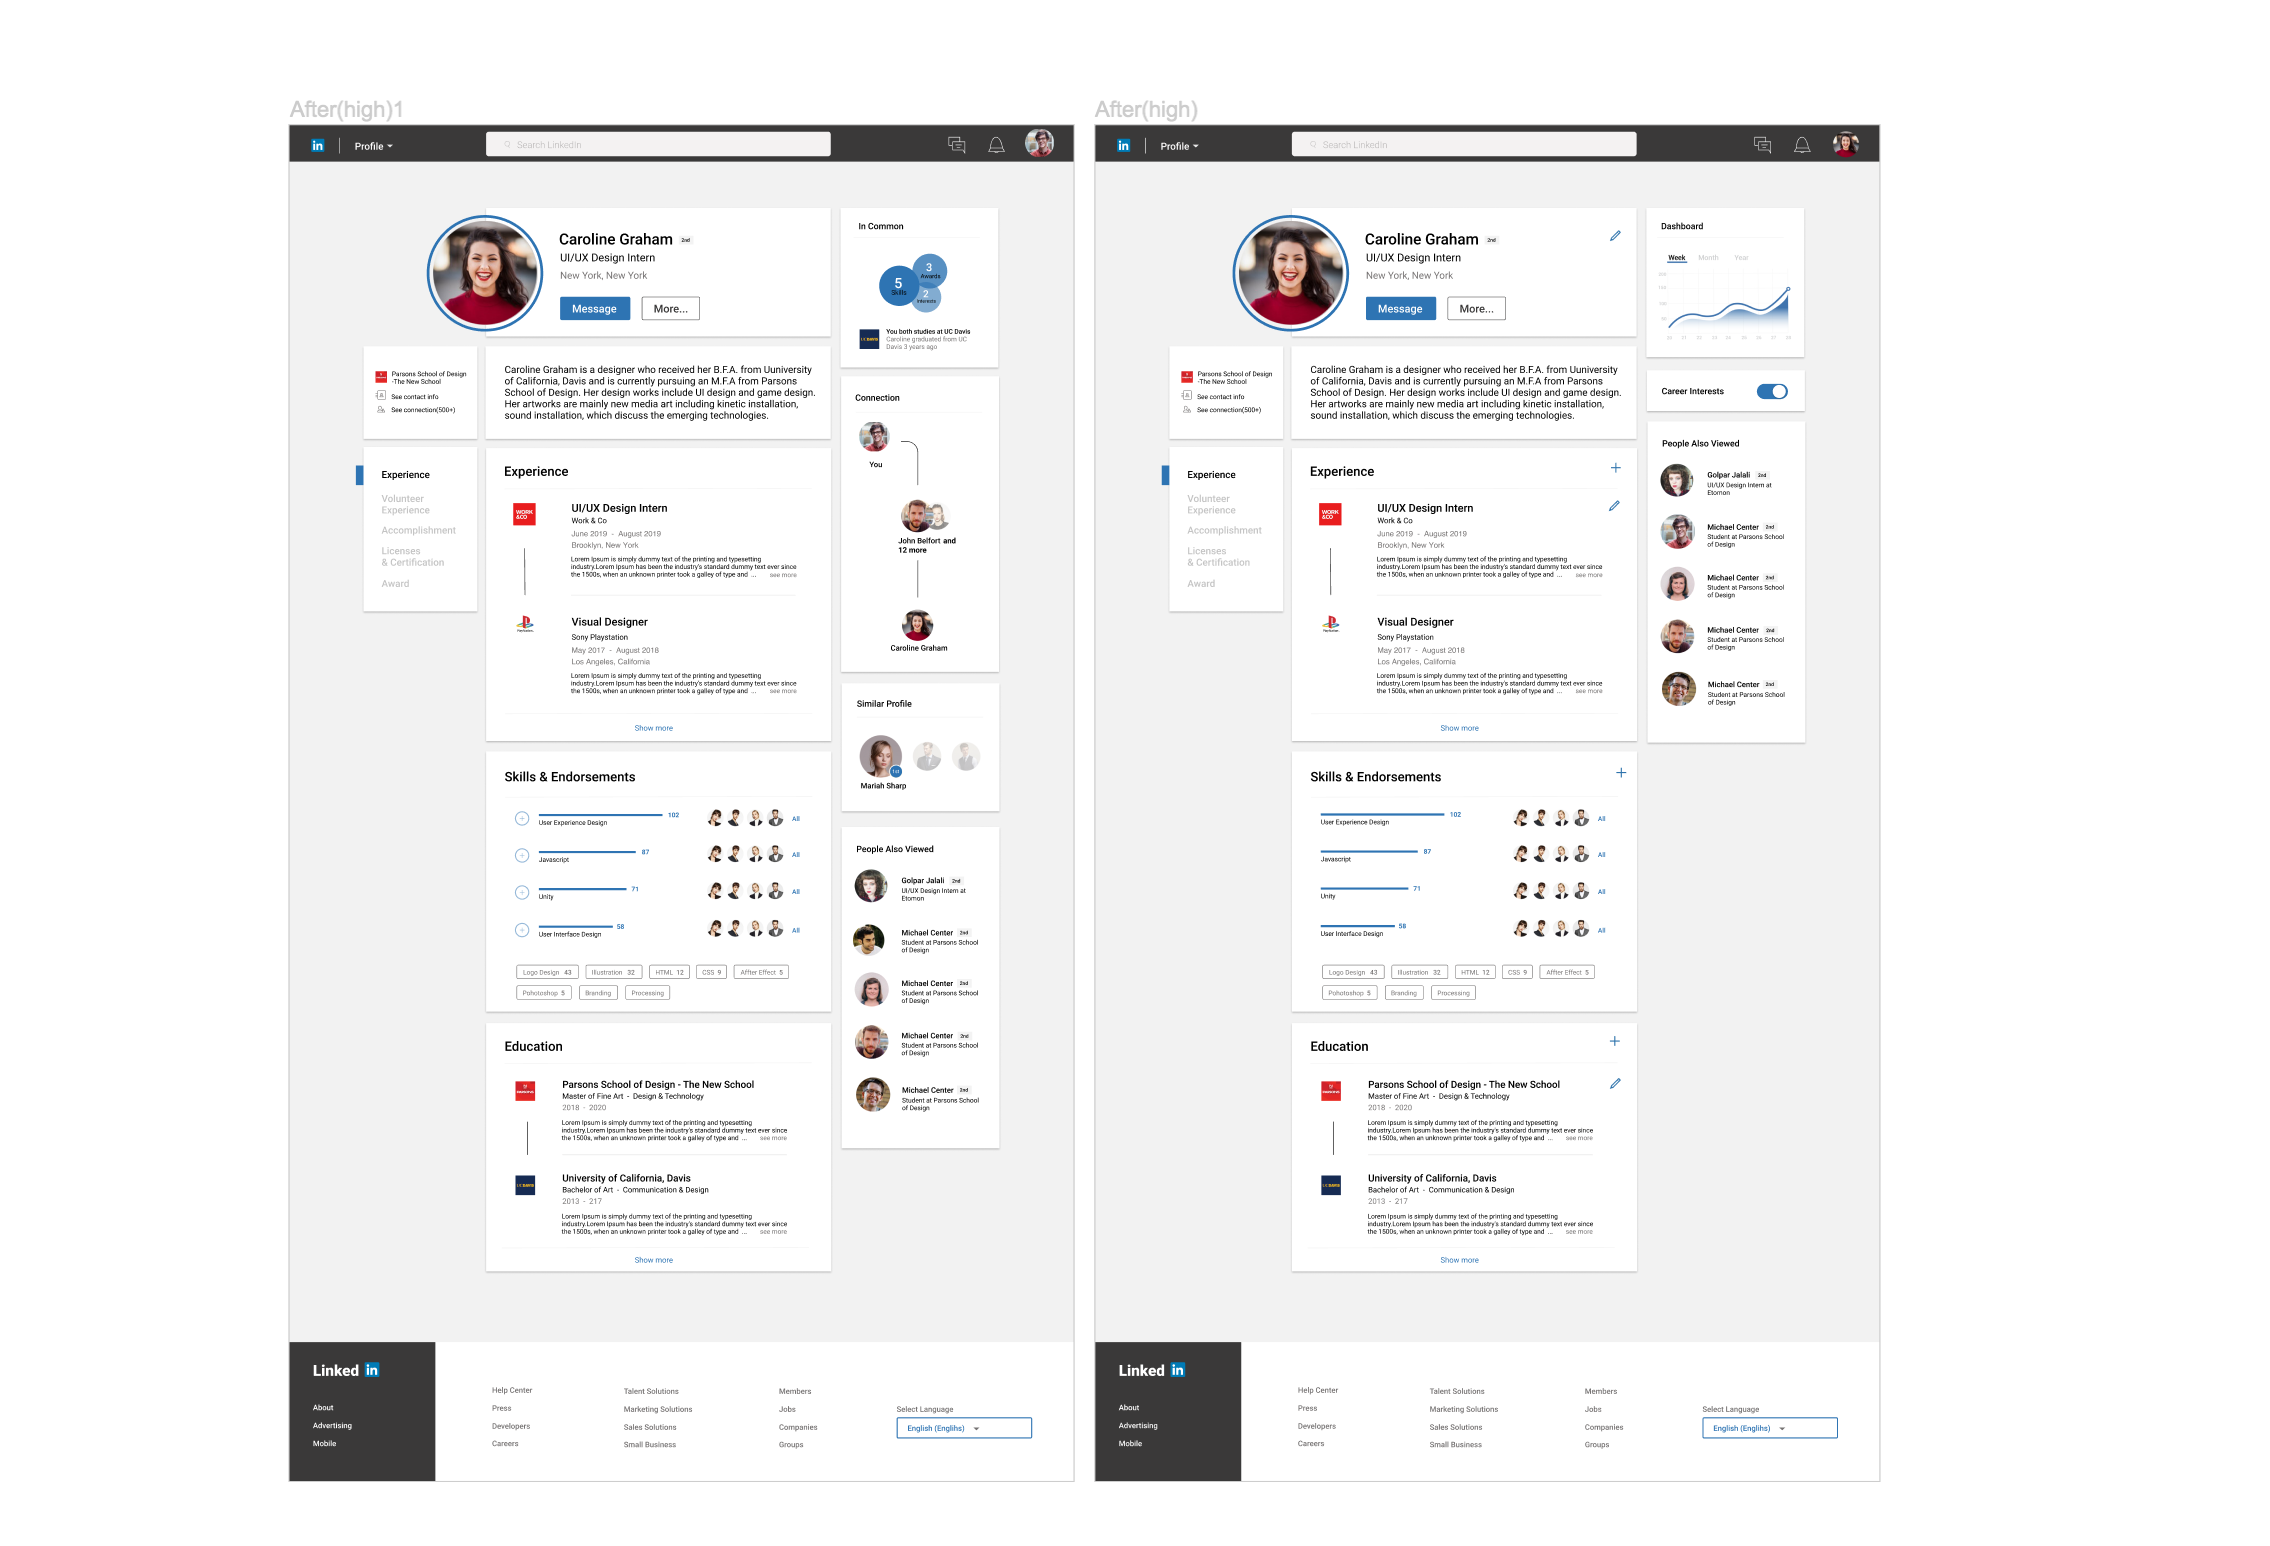 After(high)1
in
Profile
Search LinkedIn
Caroline Graham 2nd
UI/UX Design Intern
New York, New York
Message
More...
Parsons School of Design
-The New School
See contact info
See connection(500+)
Caroline Graham is a designer who received her B.F.A. from Uuniversity
of California, Davis and is currently pursuing an M.F.A from Parsons
School of Design. Her design works include UI design and game design.
Her artworks are mainly new media art including kinetic installation,
sound installation, which discuss the emerging technologies.
Experience
Volunteer
Experience
Accomplishment
Licenses
& Certification
Award
Experience
WORK
&CO
UI/UX Design Intern
Work & Co
June 2019 - August 2019
Brooklyn, New York
Lorem Ipsum is simply dummy text of the printing and typesetting
industry.Lorem Ipsum has been the industry's standard dummy text ever since
the 1500s, when an unknown printer took a galley of type and ... see more
Visual Designer
Sony Playstation
May 2017 - August 2018
Los Angeles, California
Lorem Ipsum is simply dummy text of the printing and typesetting
industry.Lorem Ipsum has been the industry's standard dummy text ever since
the 1500s, when an unknown printer took a galley of type and ... see more
Show more
Skills & Endorsements
102
User Experience Design
All
87
Javascript
All
71
Unity
All
58
User Interface Design
All
Logo Design 43
Illustration 32
HTML 12
CSS 9
Affter Effect 5
Pohotoshop 5
Branding
Processing
Education
Parsons School of Design - The New School
Master of Fine Art - Design & Technology
2018 - 2020
Lorem Ipsum is simply dummy text of the printing and typesetting
industry.Lorem Ipsum has been the industry's standard dummy text ever since
the 1500s, when an unknown printer took a galley of type and ... see more
UC DAVIS
University of California, Davis
Bachelor of Art - Communication & Design
2013 - 217
Lorem Ipsum is simply dummy text of the printing and typesetting
industry.Lorem Ipsum has been the industry's standard dummy text ever since
the 1500s, when an unknown printer took a galley of type and ... see more
Show more
In Common
3
Awards
5
Skills
2
Interests
UC DAVIS
You both studies at UC Davis
Caroline graduated from UC
Davis 3 years ago
Connection
You
John Belfort and
12 more
Caroline Graham
Similar Profile
Mariah Sharp
People Also Viewed
Golpar Jalali 2nd
UI/UX Design Intern at
Etomon
Michael Center 2nd
Student at Parsons School
of Design
Michael Center 2nd
Student at Parsons School
of Design
Michael Center 2nd
Student at Parsons School
of Design
Michael Center 2nd
Student at Parsons School
of Design
Linked in
About
Advertising
Mobile
Help Center
Press
Developers
Careers
Talent Solutions
Marketing Solutions
Sales Solutions
Small Business
Members
Jobs
Companies
Groups
Select Language
English (Englihs)
After(high)
in
Profile
Search LinkedIn
Caroline Graham 2nd
UI/UX Design Intern
New York, New York
Message
More...
Parsons School of Design
-The New School
See contact info
See connection(500+)
Caroline Graham is a designer who received her B.F.A. from Uuniversity
of California, Davis and is currently pursuing an M.F.A from Parsons
School of Design. Her design works include UI design and game design.
Her artworks are mainly new media art including kinetic installation,
sound installation, which discuss the emerging technologies.
Experience
Volunteer
Experience
Accomplishment
Licenses
& Certification
Award
Experience
WORK
&CO
UI/UX Design Intern
Work & Co
June 2019 - August 2019
Brooklyn, New York
Lorem Ipsum is simply dummy text of the printing and typesetting
industry.Lorem Ipsum has been the industry's standard dummy text ever since
the 1500s, when an unknown printer took a galley of type and ... see more
Visual Designer
Sony Playstation
May 2017 - August 2018
Los Angeles, California
Lorem Ipsum is simply dummy text of the printing and typesetting
industry.Lorem Ipsum has been the industry's standard dummy text ever since
the 1500s, when an unknown printer took a galley of type and ... see more
Show more
Skills & Endorsements
102
User Experience Design
All
87
Javascript
All
71
Unity
All
58
User Interface Design
All
Logo Design 43
Illustration 32
HTML 12
CSS 9
Affter Effect 5
Pohotoshop 5
Branding
Processing
Education
Parsons School of Design - The New School
Master of Fine Art - Design & Technology
2018 - 2020
Lorem Ipsum is simply dummy text of the printing and typesetting
industry.Lorem Ipsum has been the industry's standard dummy text ever since
the 1500s, when an unknown printer took a galley of type and ... see more
UC DAVIS
University of California, Davis
Bachelor of Art - Communication & Design
2013 - 217
Lorem Ipsum is simply dummy text of the printing and typesetting
industry.Lorem Ipsum has been the industry's standard dummy text ever since
the 1500s, when an unknown printer took a galley of type and ... see more
Show more
Dashboard
Week Month Year
200
150
100
50
20 21 22 23 24 25 26 27 28
Career Interests
People Also Viewed
Golpar Jalali 2nd
UI/UX Design Intern at
Etomon
Michael Center 2nd
Student at Parsons School
of Design
Michael Center 2nd
Student at Parsons School
of Design
Michael Center 2nd
Student at Parsons School
of Design
Michael Center 2nd
Student at Parsons School
of Design
Linked in
About
Advertising
Mobile
Help Center
Press
Developers
Careers
Talent Solutions
Marketing Solutions
Sales Solutions
Small Business
Members
Jobs
Companies
Groups
Select Language
English (Englihs)